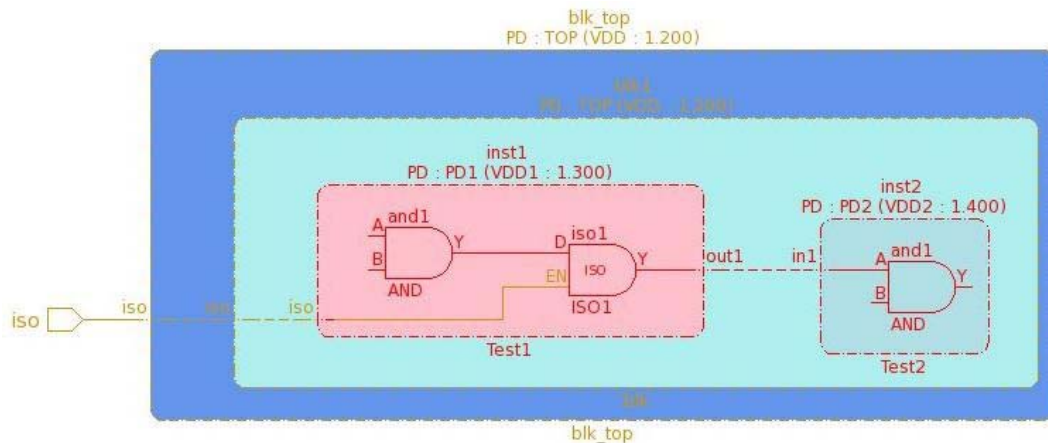 blk_top
PD : TOP (VDD : 1.200)
blk1
PD : TOP (VDD : 1.200)
inst1
PD : PD1 (VDD1 : 1.300)
inst2
PD : PD2 (VDD2 : 1.400)
A and1
Y
B
AND
D iso1
ISO
Y
EN
ISO1
out1
in1
A and1
Y
B
AND
iso
iso
iso
iso
Test1
Test2
blk
blk_top